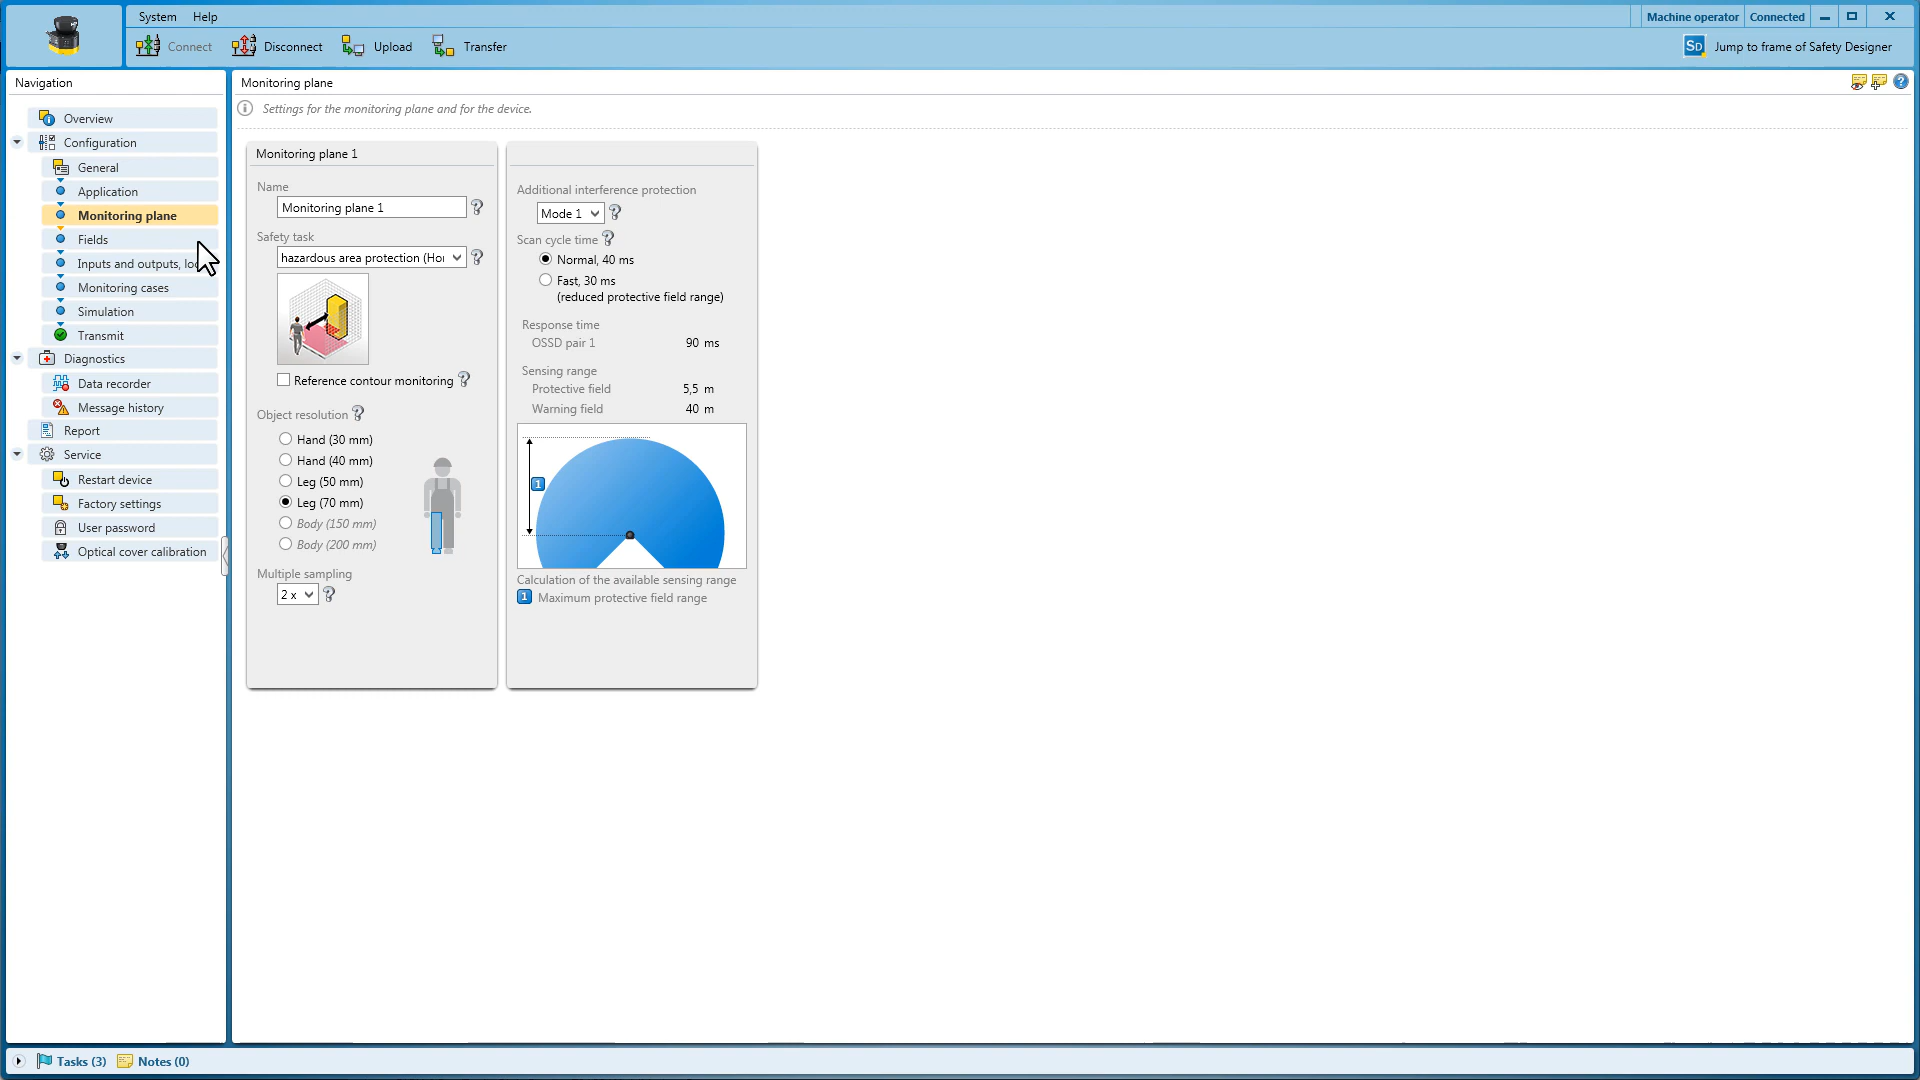 System Help
Machine operator Connected
Connect Disconnect Upload Transfer
SD Jump to frame of Safety Designer
Navigation
Overview
Configuration
General
Application
Monitoring plane
Fields
Inputs and outputs, lo
Monitoring cases
Simulation
Transmit
Diagnostics
Data recorder
Message history
Report
Service
Restart device
Factory settings
User password
Optical cover calibration
Monitoring plane
Settings for the monitoring plane and for the device.
Monitoring plane 1
Name
Monitoring plane 1
Safety task
hazardous area protection (Hor
Reference contour monitoring
Object resolution
Hand (30 mm)
Hand (40 mm)
Leg (50 mm)
Leg (70 mm)
Body (150 mm)
Body (200 mm)
Multiple sampling
2 x
Additional interference protection
Mode 1
Scan cycle time
Normal, 40 ms
Fast, 30 ms
(reduced protective field range)
Response time
OSSD pair 1 90 ms
Sensing range
Protective field 5,5 m
Warning field 40 m
1
Calculation of the available sensing range
1 Maximum protective field range
Tasks (3) Notes (0)